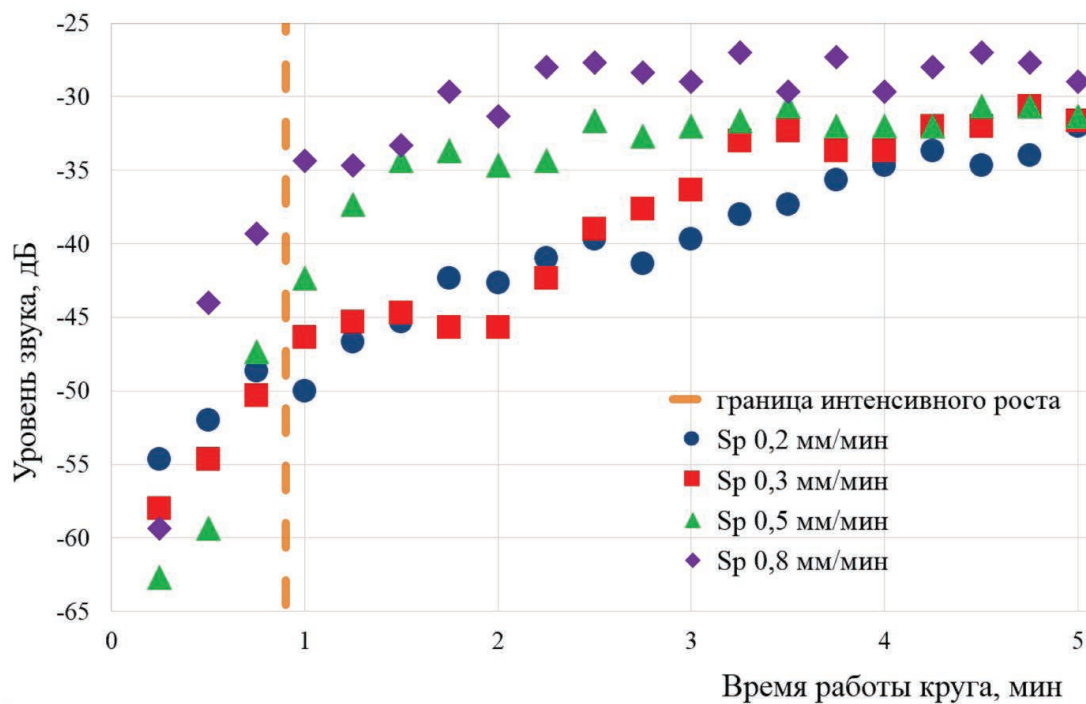 -25
-30
-35
-40
-45
-50
-55
-60
-65
Уровень звука, дБ
граница интенсивного роста
Sp 0,2 мм/мин
Sp 0,3 мм/мин
Sp 0,5 мм/мин
Sp 0,8 мм/мин
0 1 2 3 4 5
Время работы круга, мин